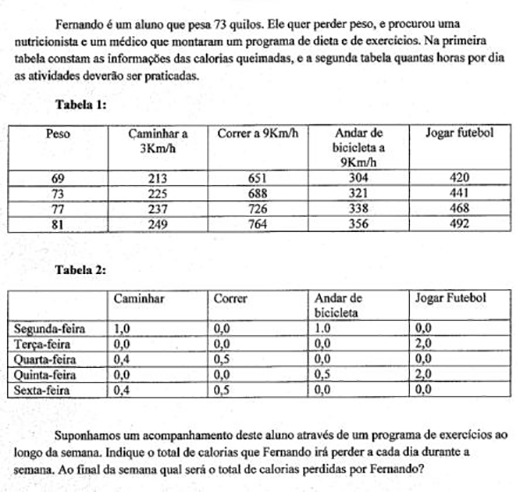 Fernando é um aluno que pesa 73 quilos. Ele quer perder peso, e procurou uma
nutricionista e um médico que montaram um programa de dieta e de exercícios. Na primeira
tabela constam as informações das calorias queimadas, e a segunda tabela quantas horas por dia
as atividades deverão ser praticadas.
Tabela 1:
Peso Caminhar a 3Km/h Correr a 9Km/h Andar de bicicleta a 9Km/h Jogar futebol
69 213 651 304 420
73 225 688 321 441
77 237 726 338 468
81 249 764 356 492
Tabela 2:
Caminhar Correr Andar de bicicleta Jogar Futebol
Segunda-feira 1,0 0,0 1.0 0,0
Terça-feira 0,0 0,0 0,0 2,0
Quarta-feira 0,4 0,5 0,0 0,0
Quinta-feira 0,0 0,0 0,5 2,0
Sexta-feira 0,4 0,5 0,0 0,0
Suponhamos um acompanhamento deste aluno através de um programa de exercícios ao
longo da semana. Indique o total de calorias que Fernando irá perder a cada dia durante a
semana. Ao final da semana qual será o total de calorias perdidas por Fernando?